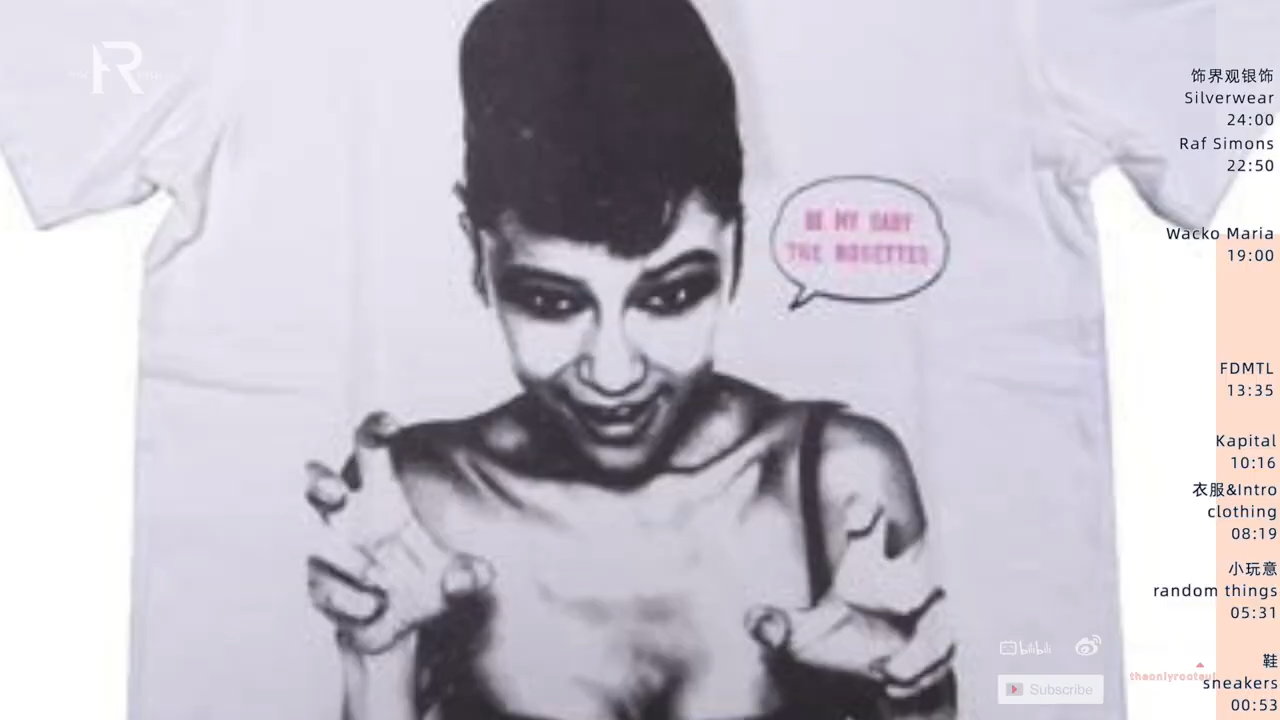 R
BE MY BABY
THE ROSETTES
饰界观银饰
Silverwear
24:00
Raf Simons
22:50
Wacko Maria
19:00
FDMTL
13:35
Kapital
10:16
衣服&Intro
clothing
08:19
小玩意
random things
05:31
鞋
sneakers
00:53
bilibili
Subscribe